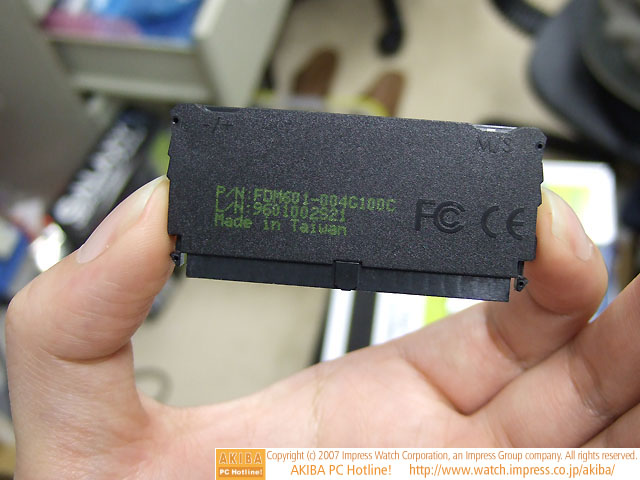 -/+
M/S
P/N:FDM601-004G100C
L/N:9601002921
Made in Taiwan
FC CE
AKIBA
PC Hotline!
Copyright (c) 2007 Impress Watch Corporation, an Impress Group company. All rights reserved.
AKIBA PC Hotline! http://www.watch.impress.co.jp/akiba/